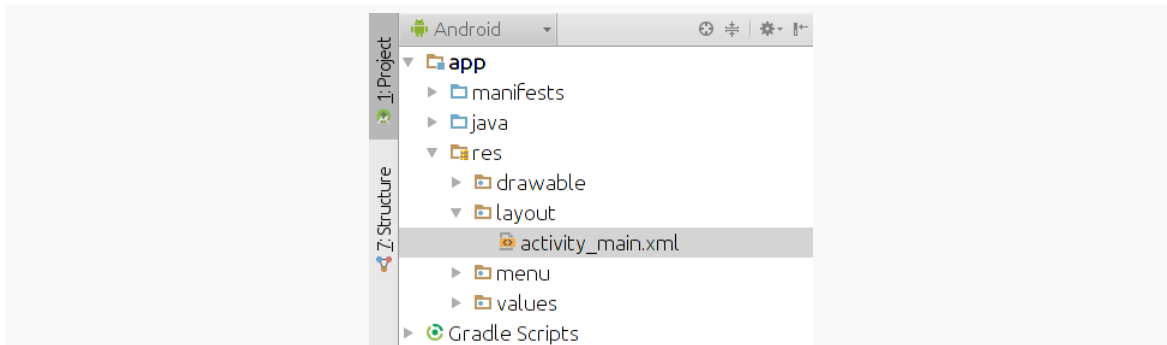 Android
1: Project
app
manifests
java
res
drawable
7: Structure
layout
activity_main.xml
menu
values
Gradle Scripts